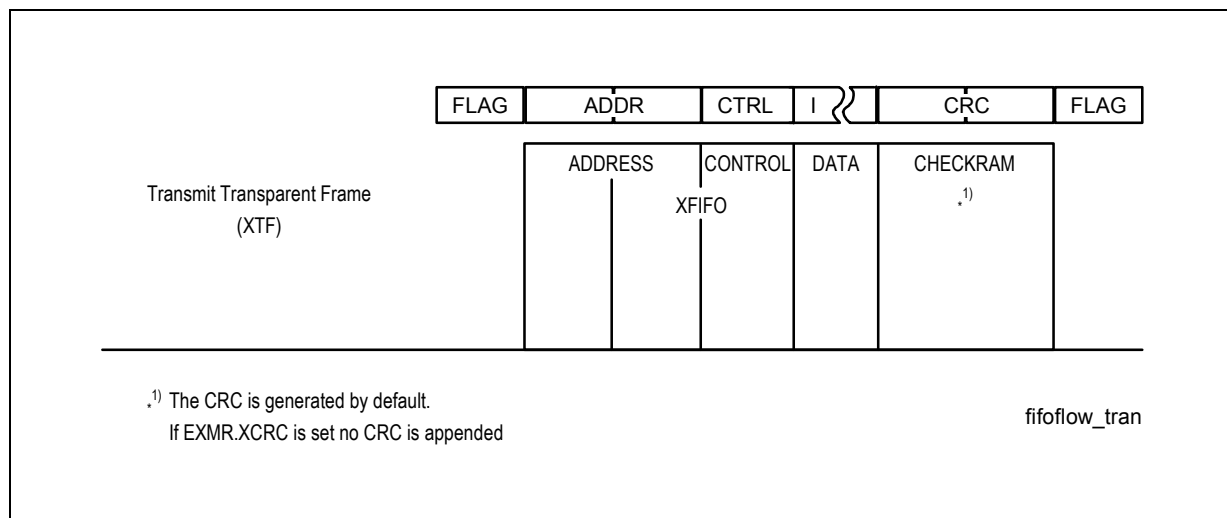 FLAG ADDR CTRL I CRC FLAG
ADDRESS CONTROL DATA CHECKRAM
Transmit Transparent Frame
(XTF)
XFIFO
*1)
*1) The CRC is generated by default.
If EXMR.XCRC is set no CRC is appended
fifoflow_tran